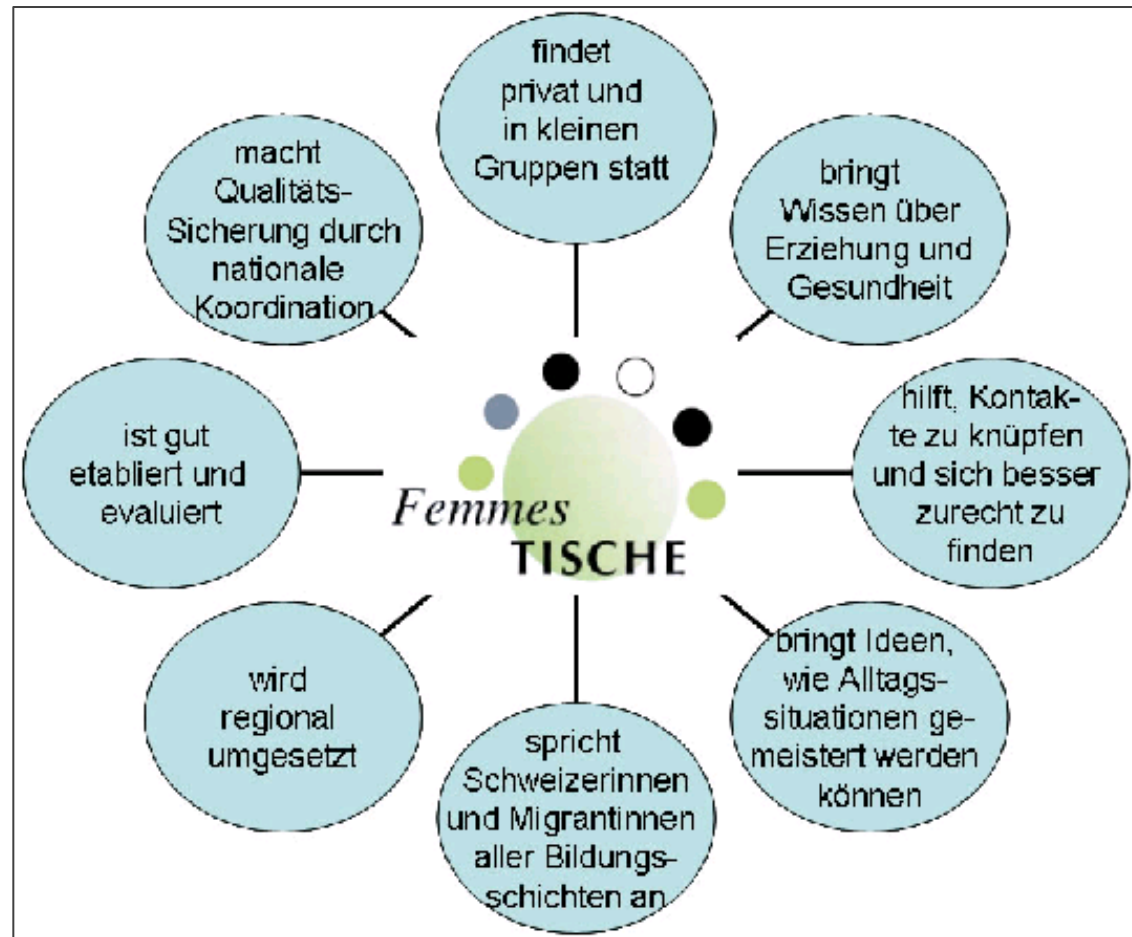 findet
privat und
in kleinen
Gruppen statt
bringt
Wissen über
Erziehung und
Gesundheit
hilft, Kontak-
te zu knüpfen
und sich besser
zurecht zu
finden
bringt Ideen,
wie Alltags-
situationen ge-
meistert werden
können
spricht
Schweizerinnen
und Migrantinnen
aller Bildungs-
schichten an
wird
regional
umgesetzt
ist gut
etabliert und
evaluiert
macht
Qualitäts-
Sicherung durch
nationale
Koordination
Femmes
TISCHE